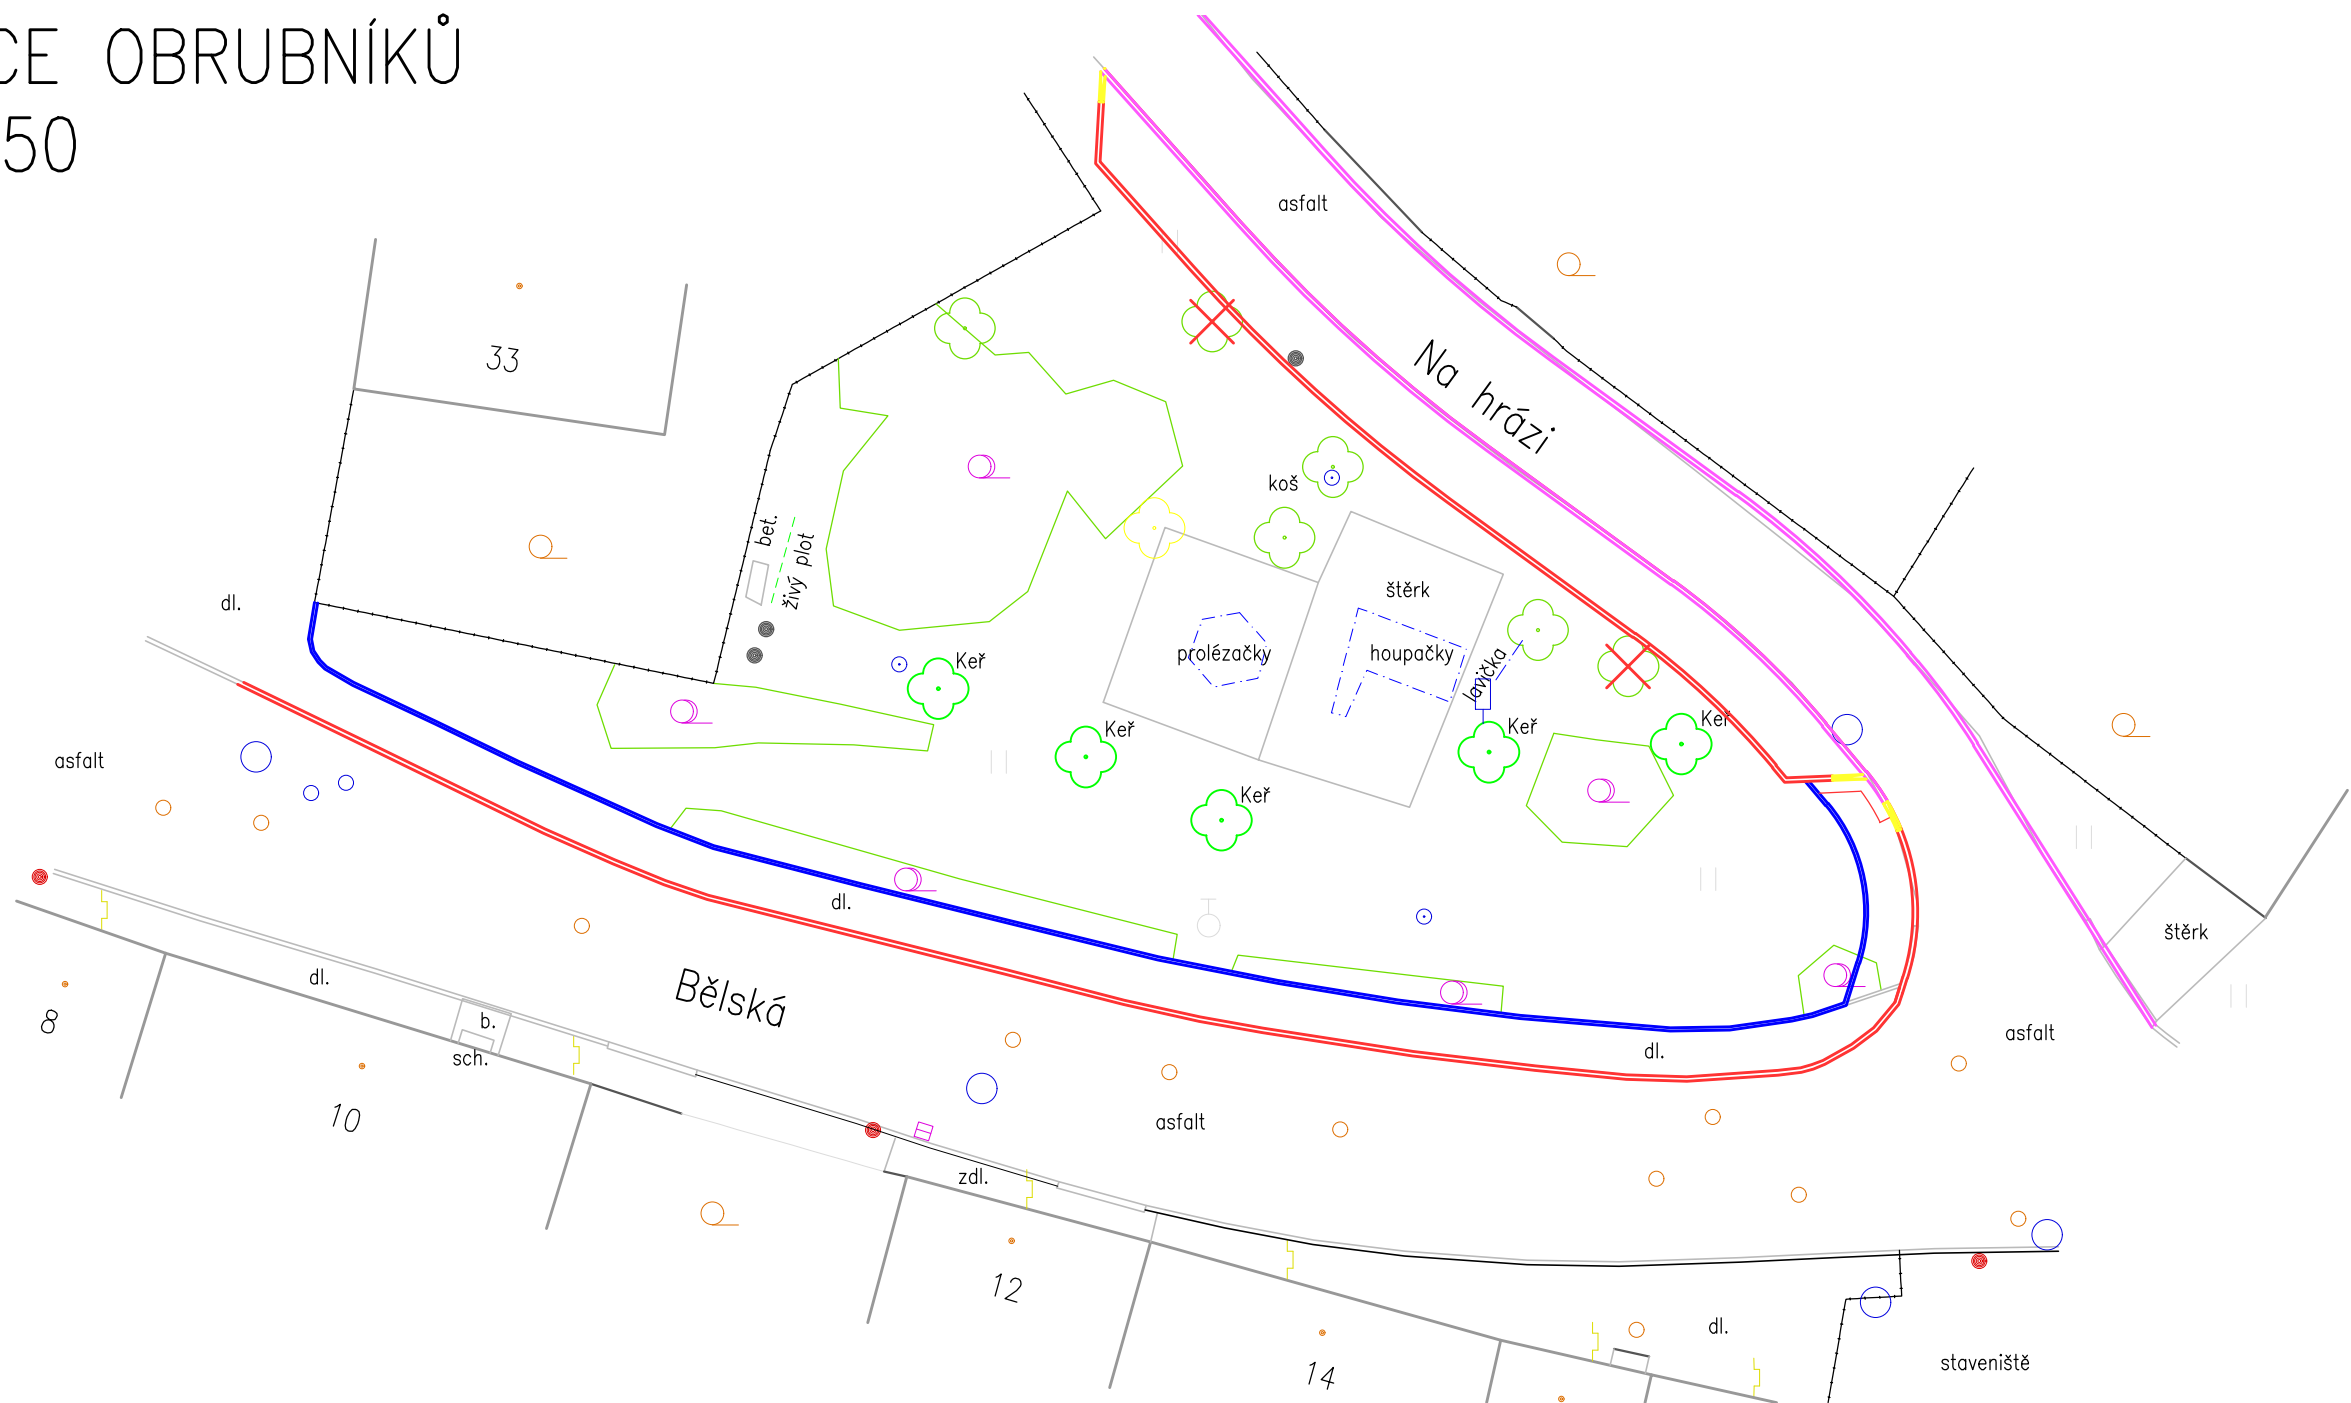 CE OBRUBNÍKŮ
50
asfalt
33
Na hrázi
koš
bet.
živý plot
štěrk
dl.
prolézačky
houpačky
lavička
Keř
Keř
Keř
Keř
Keř
asfalt
dl.
štěrk
Bělská
dl.
8
b.
sch.
10
asfalt
dl.
asfalt
zdl.
12
14
dl.
staveniště